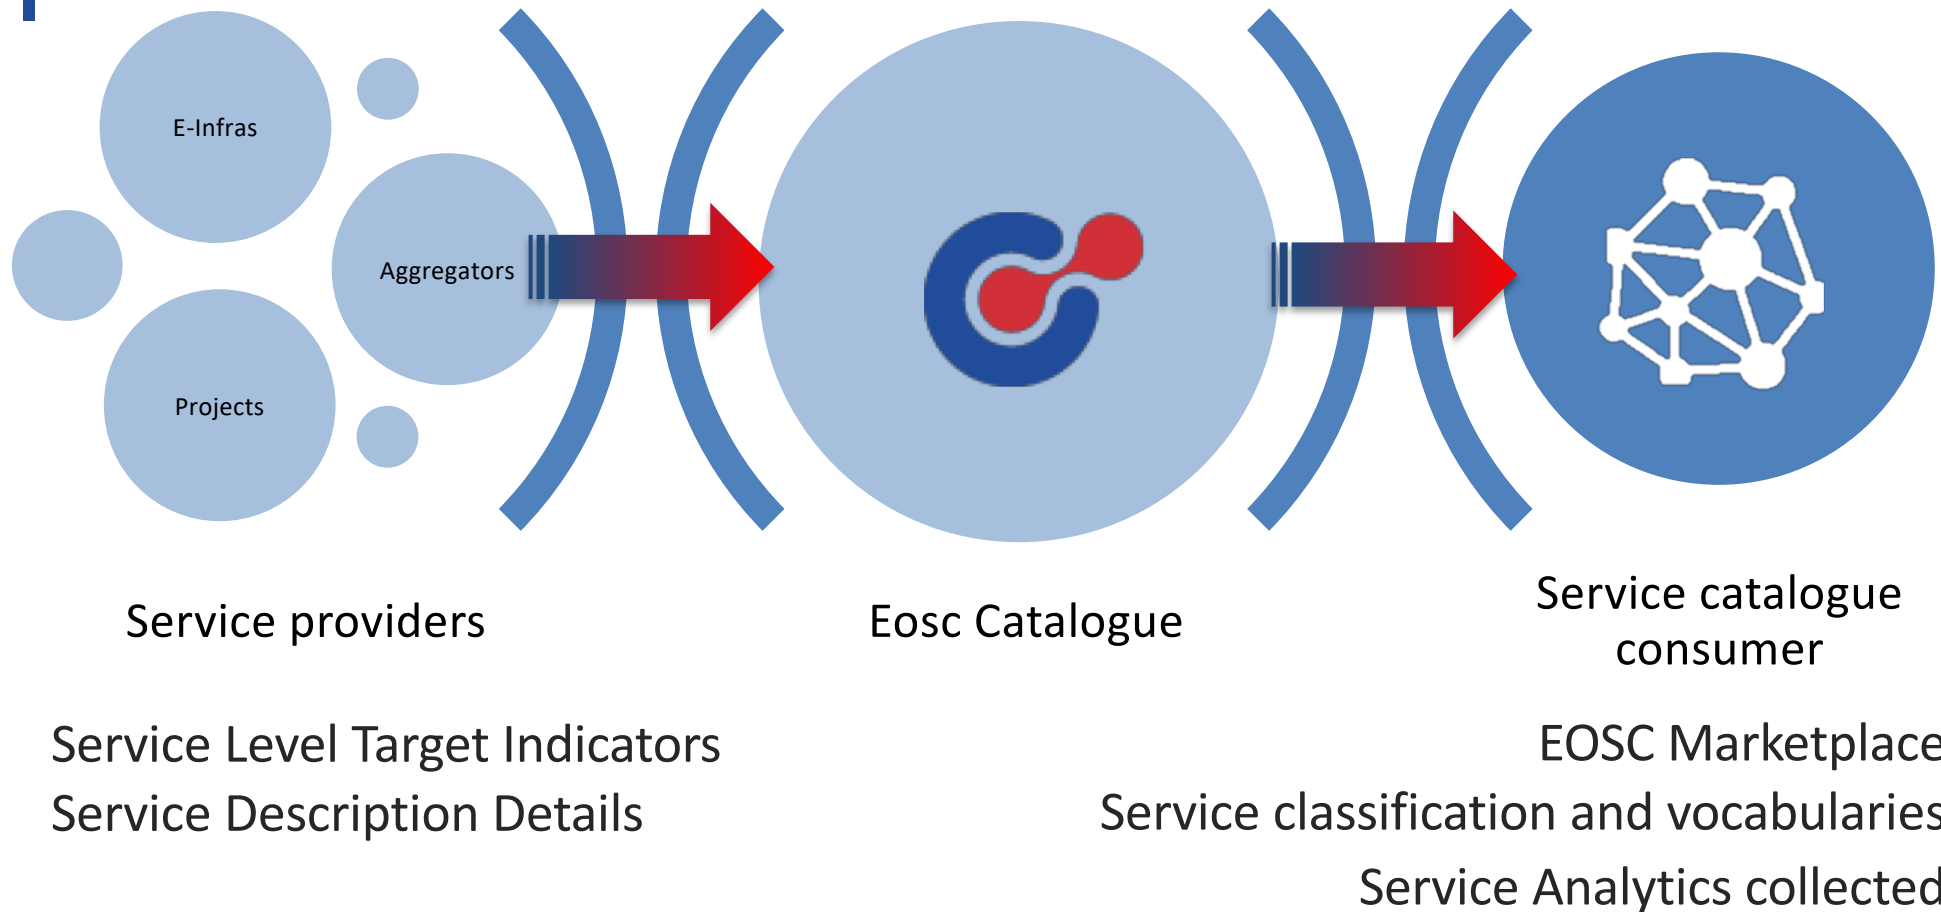 E-Infras
Aggregators
Projects
Service providers
Eosc Catalogue
Service catalogue
consumer
Service Level Target Indicators
Service Description Details
EOSC Marketplace
Service classification and vocabularies
Service Analytics collected